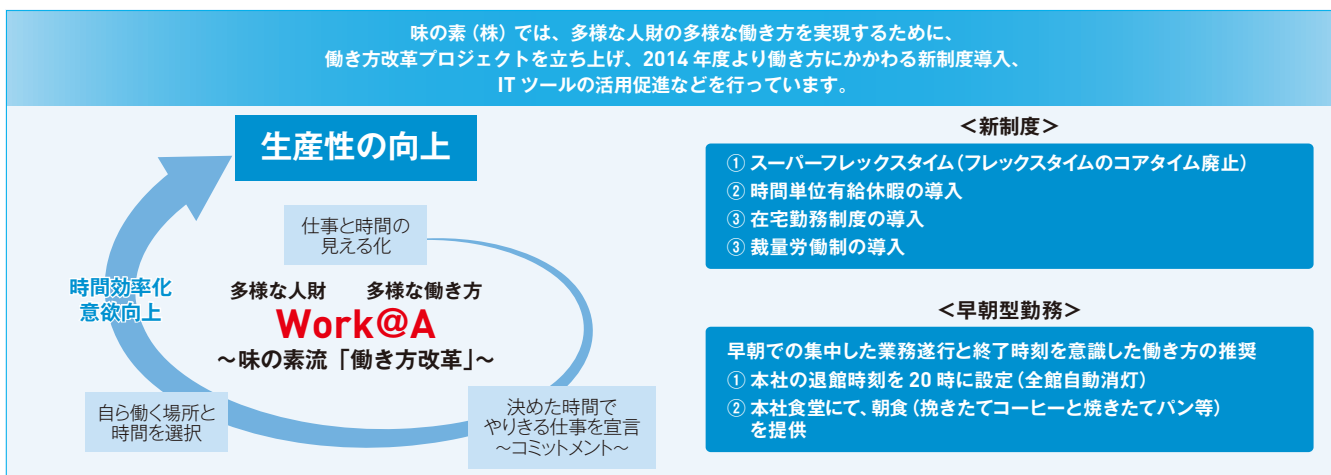 味の素(株)では、多様な人財の多様な働き方を実現するために、
働き方改革プロジェクトを立ち上げ、2014年度より働き方にかかわる新制度導入、
ITツールの活用促進などを行っています。
生産性の向上
仕事と時間の
見える化
時間効率化
意欲向上
多様な人財 多様な働き方
Work@A
～味の素流「働き方改革」～
自ら働く場所と
時間を選択
決めた時間で
やりきる仕事を宣言
～コミットメント～
＜新制度＞
① スーパーフレックスタイム(フレックスタイムのコアタイム廃止)
② 時間単位有給休暇の導入
③ 在宅勤務制度の導入
③ 裁量労働制の導入
＜早朝型勤務＞
早朝での集中した業務遂行と終了時刻を意識した働き方の推奨
① 本社の退館時刻を20時に設定(全館自動消灯)
② 本社食堂にて、朝食(挽きたてコーヒーと焼きたてパン等)
を提供